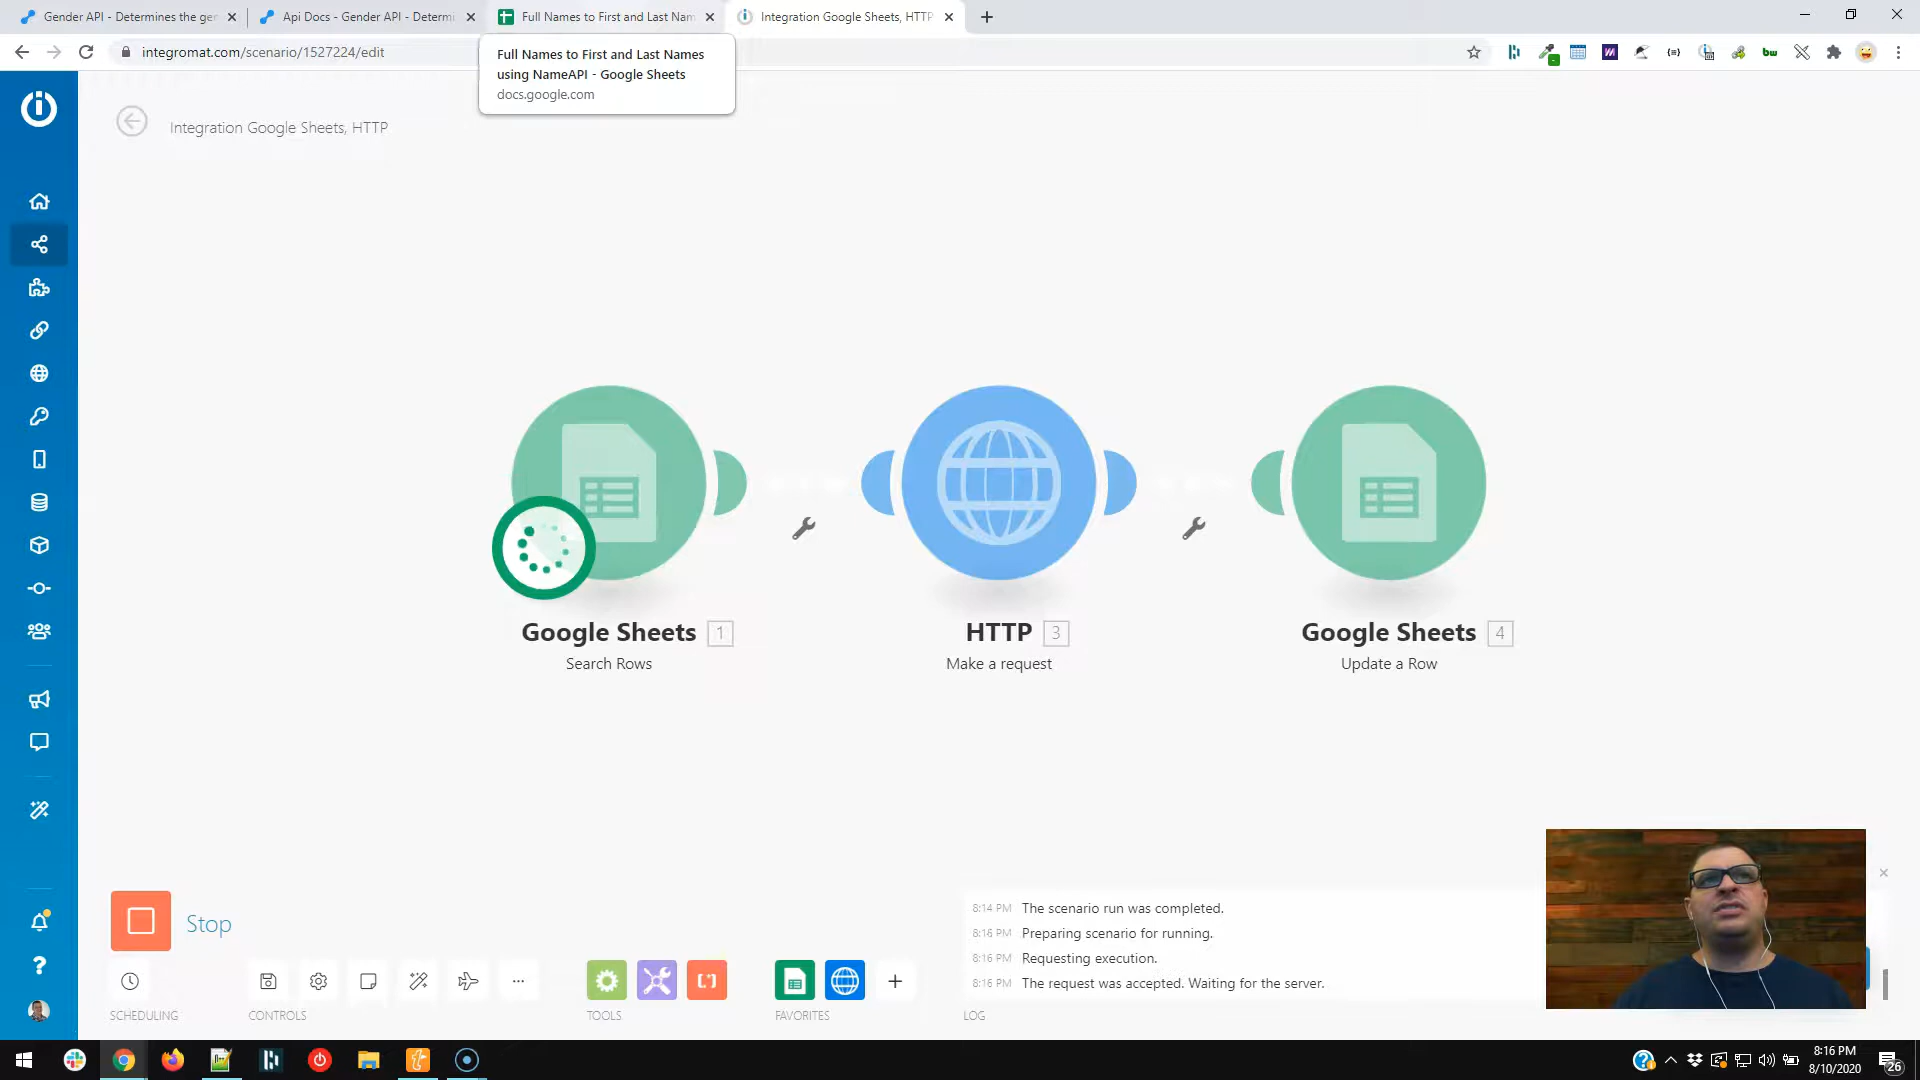 Gender API - Determines the ger
Api Docs - Gender API - Determi
Full Names to First and Last Nam
Integration Google Sheets, HTTP
integromat.com/scenario/1527224/edit
Full Names to First and Last Names
using NameAPI - Google Sheets
docs.google.com
Integration Google Sheets, HTTP
Google Sheets 1
Search Rows
HTTP 3
Make a request
Google Sheets 4
Update a Row
Stop
8:14 PM The scenario run was completed.
8:16 PM Preparing scenario for running.
8:16 PM Requesting execution.
8:16 PM The request was accepted. Waiting for the server.
SCHEDULING
CONTROLS
TOOLS
FAVORITES
LOG
8:16 PM
8/10/2020
26